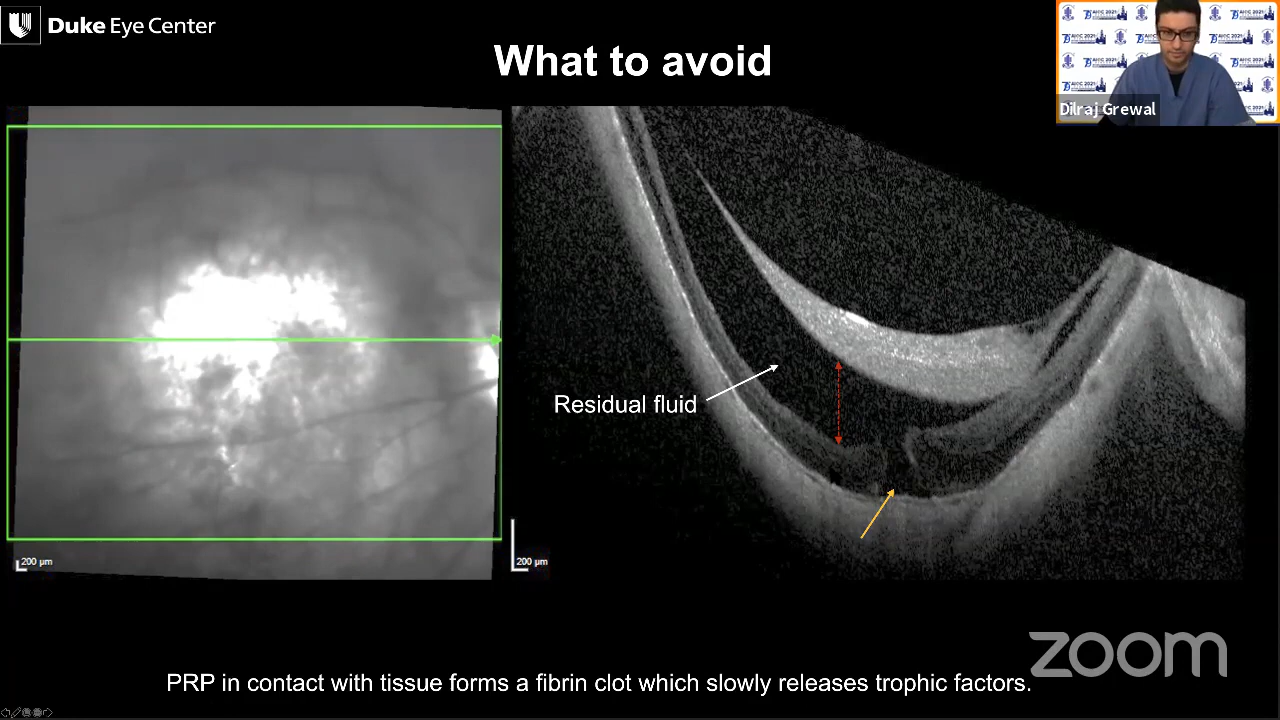 Duke Eye Center
What to avoid
Dilraj Grewal
Residual fluid
200 µm
200 µm
zoom
PRP in contact with tissue forms a fibrin clot which slowly releases trophic factors.